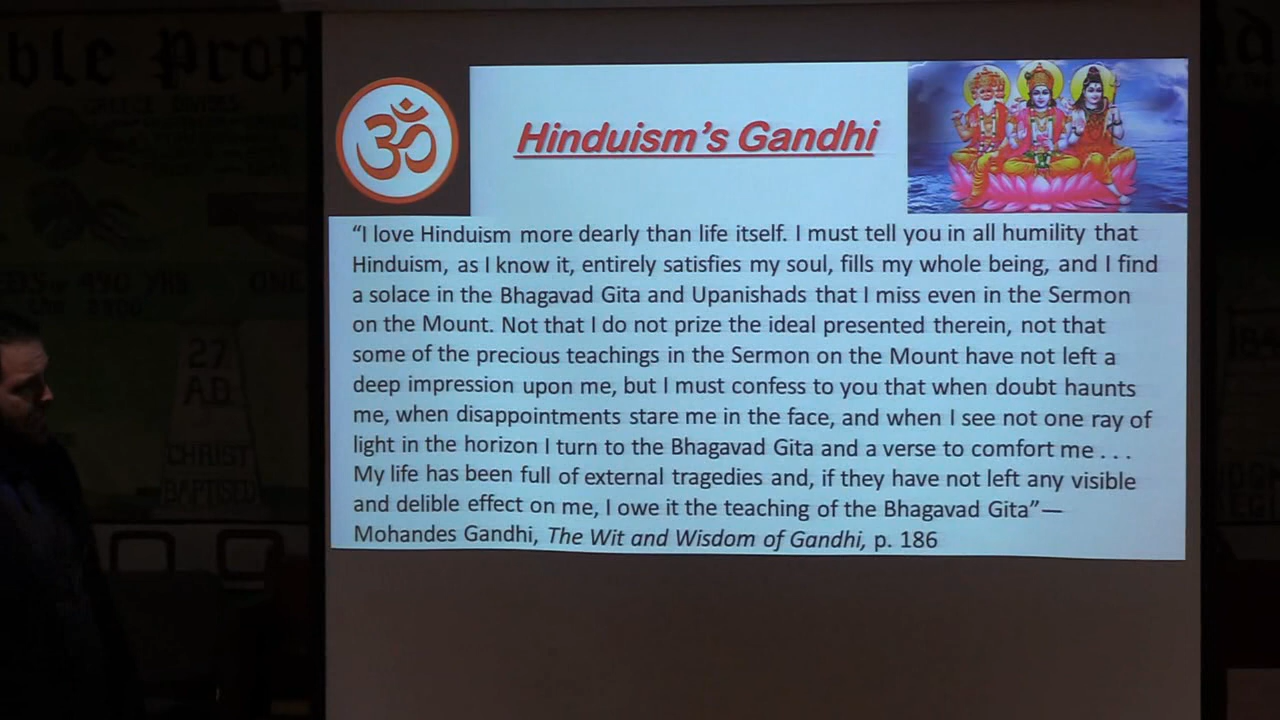 ble Prop
ॐ
Hinduism's Gandhi
“I love Hinduism more dearly than life itself. I must tell you in all humility that
Hinduism, as I know it, entirely satisfies my soul, fills my whole being, and I find
a solace in the Bhagavad Gita and Upanishads that I miss even in the Sermon
on the Mount. Not that I do not prize the ideal presented therein, not that
some of the precious teachings in the Sermon on the Mount have not left a
deep impression upon me, but I must confess to you that when doubt haunts
me, when disappointments stare me in the face, and when I see not one ray of
light in the horizon I turn to the Bhagavad Gita and a verse to comfort me . . .
My life has been full of external tragedies and, if they have not left any visible
and delible effect on me, I owe it the teaching of the Bhagavad Gita”—
Mohandes Gandhi, The Wit and Wisdom of Gandhi, p. 186
27
A.D.
CHRIST
BAPTISED